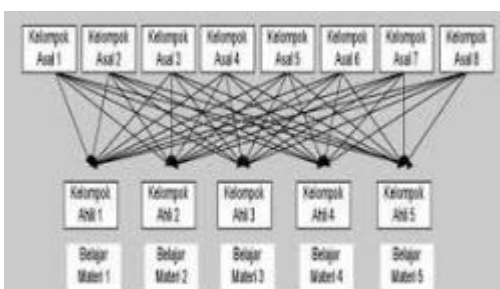 Kelompok Kelompok Kelompok Kelompok Kelompok Kelompok Kelompok Kelompok
Asal 1 Asal 2 Asal 3 Asal 4 Asal 5 Asal 6 Asal 7 Asal 8
Kelompok Kelompok Kelompok Kelompok Kelompok
Ahli 1 Ahli 2 Ahli 3 Ahli 4 Ahli 5
Belajar Belajar Belajar Belajar Belajar
Materi 1 Materi 2 Materi 3 Materi 4 Materi 5